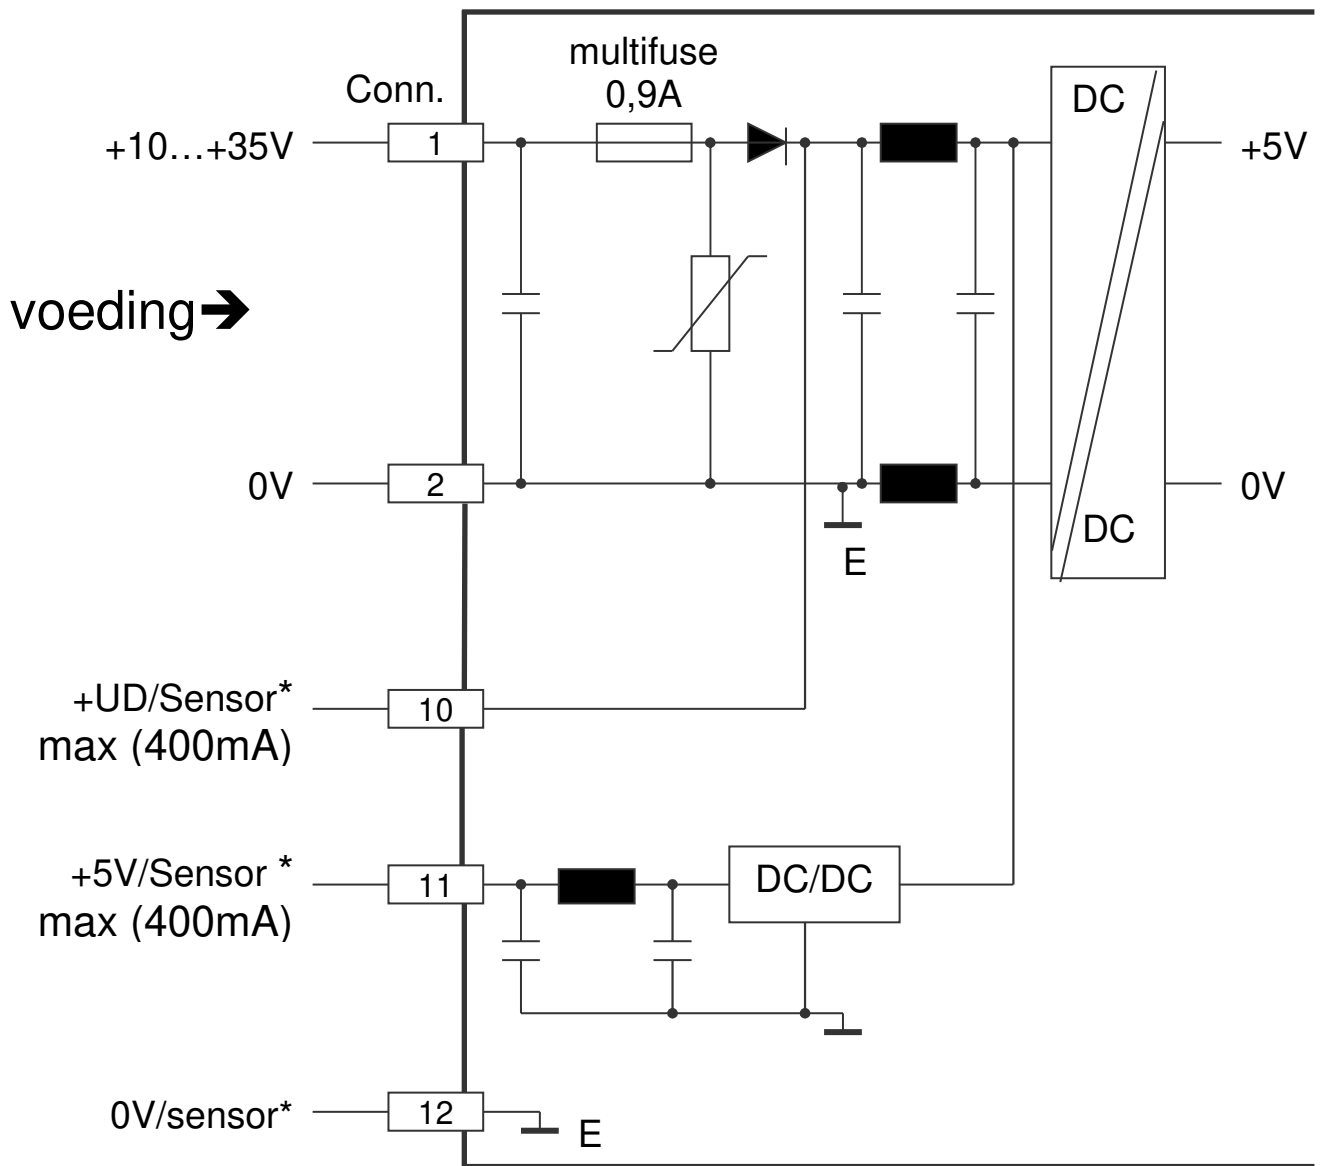 multifuse
0,9A
Conn.
+10...+35V
1
DC
+5V
voeding➔
0V
2
0V
DC
E
+UD/Sensor*
10
max (400mA)
+5V/Sensor *
11
DC/DC
max (400mA)
0V/sensor*
12
E